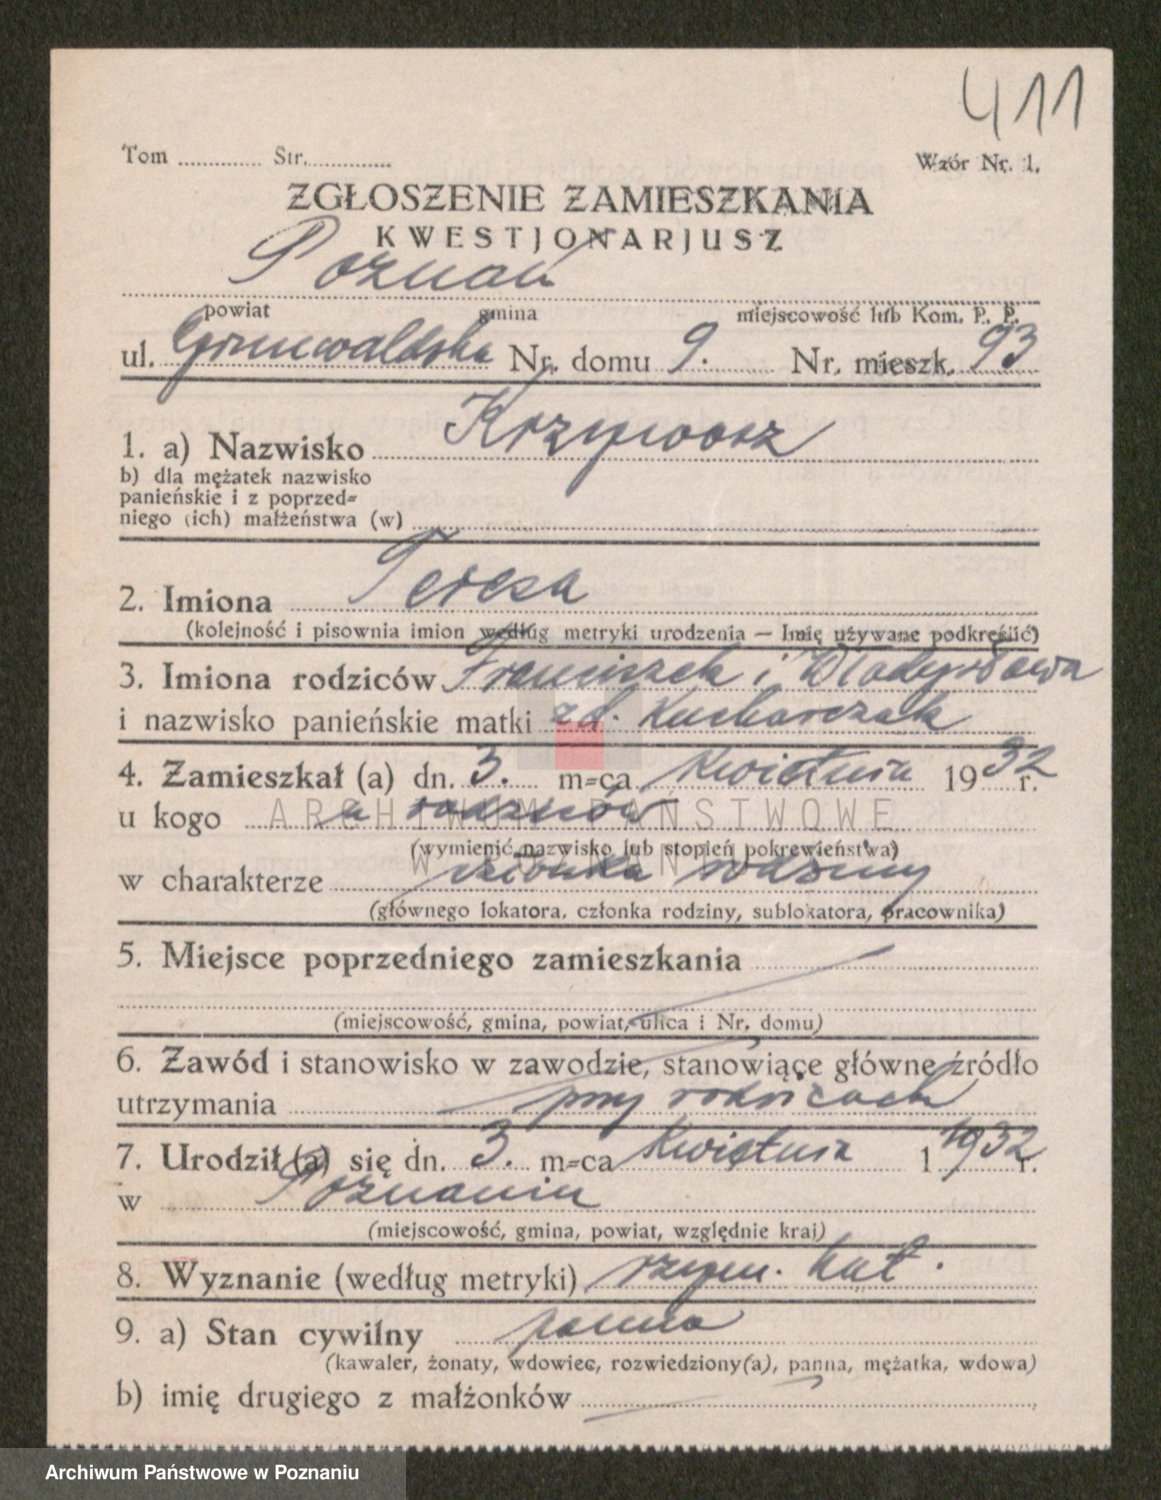 411
Tom ............ Str. ............ Wzór Nr. 1.
ZGŁOSZENIE ZAMIESZKANIA
KWESTJONARJUSZ
Poznań
powiat gmina miejscowość lub Kom. P. P.
ul. Grunwaldzka Nr. domu 9. Nr. mieszk. 93
1. a) Nazwisko Krzywosz
b) dla mężatek nazwisko
panieńskie i z poprzed=
niego (ich) małżeństwa (w)
2. Imiona Teresa
(kolejność i pisownia imion według metryki urodzenia — Imię używane podkreślić)
3. Imiona rodziców Franciszek i Władysława
i nazwisko panieńskie matki zd. Kucharczak
4. Zamieszkał (a) dn. 3. m=ca Kwietnia 1932 r.
u kogo u rodziców
(wymienić nazwisko lub stopień pokrewieństwa)
w charakterze członka rodziny
(głównego lokatora, członka rodziny, sublokatora, pracownika)
5. Miejsce poprzedniego zamieszkania
(miejscowość, gmina, powiat, ulica i Nr. domu)
6. Zawód i stanowisko w zawodzie, stanowiące główne źródło
utrzymania przy rodzicach
7. Urodził (a) się dn. 3. m=ca Kwietnia 1 1932 r.
w Poznaniu
(miejscowość, gmina, powiat, względnie kraj)
8. Wyznanie (według metryki) rzym. kat.
9. a) Stan cywilny panna
(kawaler, żonaty, wdowiec, rozwiedziony(a), panna, mężatka, wdowa)
b) imię drugiego z małżonków
ARCHIWUM PAŃSTWOWE
W POZNANIU
Archiwum Państwowe w Poznaniu